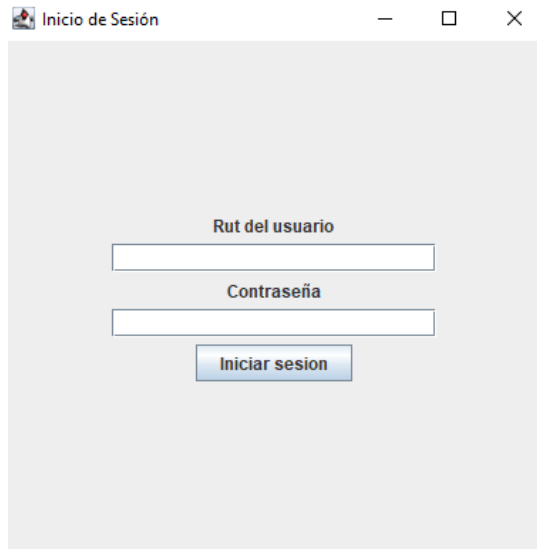 Inicio de Sesión
Rut del usuario
Contraseña
Iniciar sesion